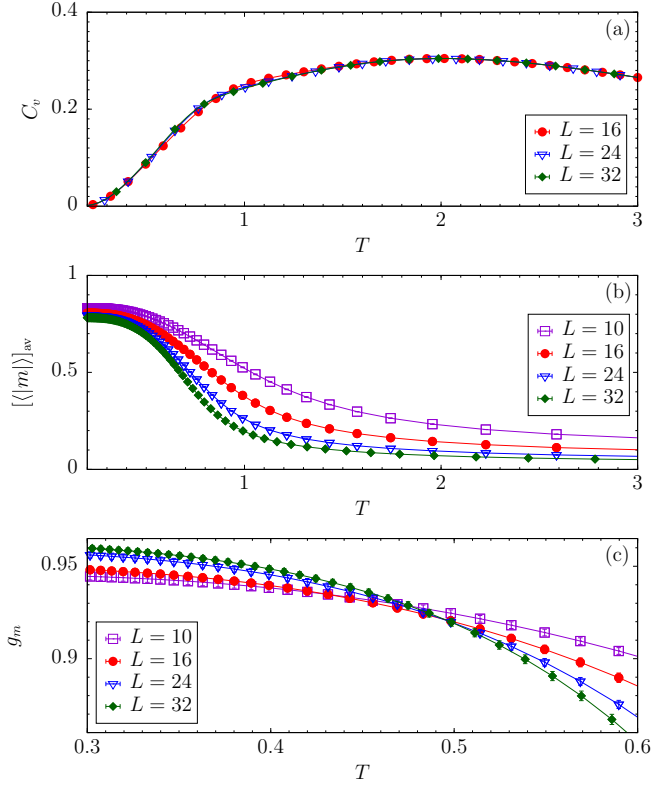 0.4
(a)
C_v
0.2
L = 16
L = 24
L = 32
0
1
2
3
T
1
(b)
[⟨|m|⟩]_av
L = 10
0.5
L = 16
L = 24
L = 32
0
1
2
3
T
(c)
0.95
g_m
L = 10
0.9
L = 16
L = 24
L = 32
0.3
0.4
0.5
0.6
T